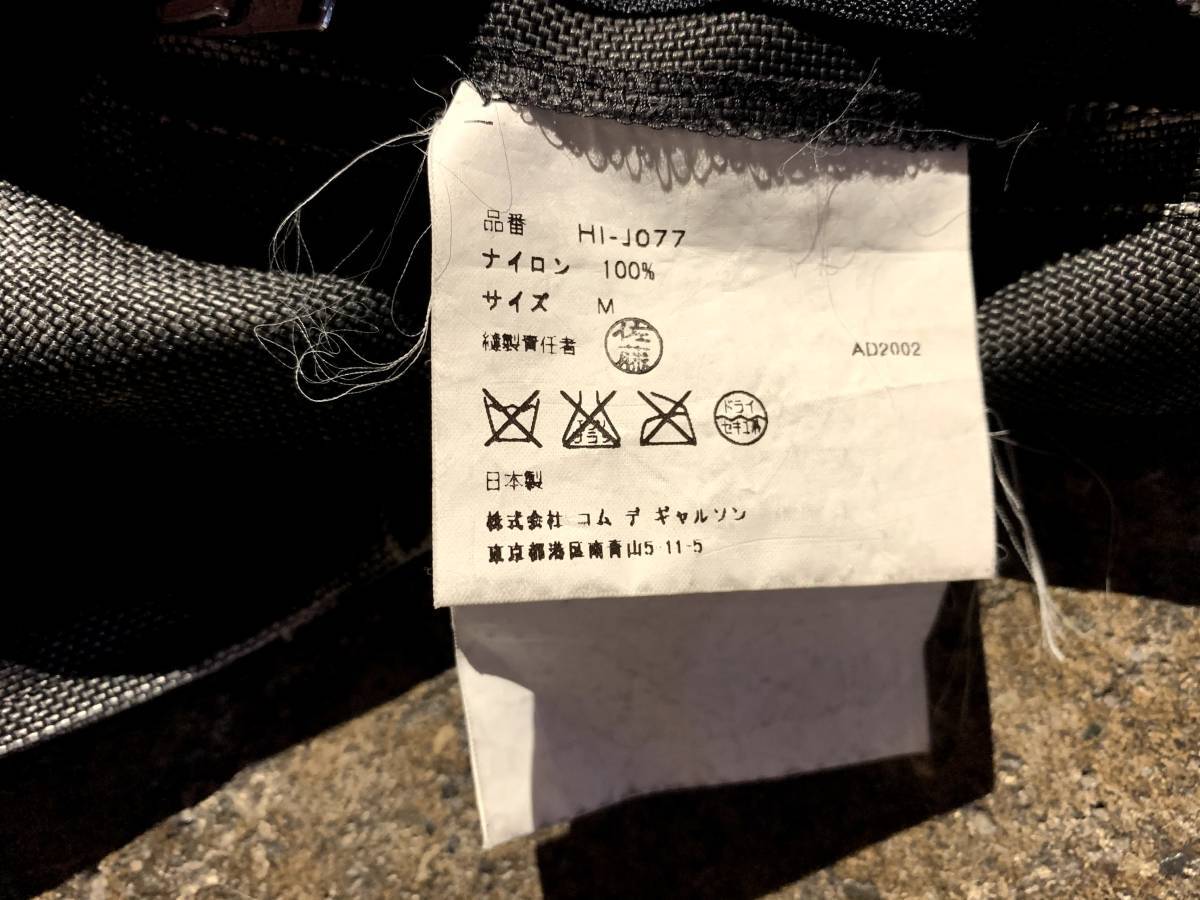 品番 HI-J077
ナイロン 100%
サイズ M
縫製責任者 佐藤 AD2002
ドライ
セキユ系
日本製
株式会社 コム デ ギャルソン
東京都港区南青山5-11-5